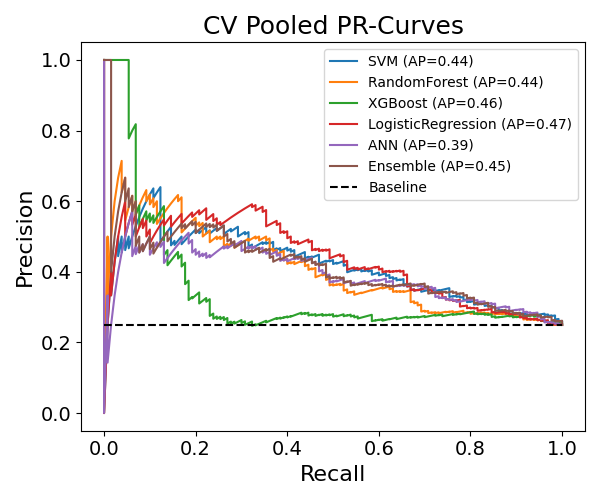 CV Pooled PR-Curves
SVM (AP=0.44)
RandomForest (AP=0.44)
XGBoost (AP=0.46)
LogisticRegression (AP=0.47)
ANN (AP=0.39)
Ensemble (AP=0.45)
Baseline
1.0
0.8
0.6
0.4
0.2
0.0
Precision
0.0 0.2 0.4 0.6 0.8 1.0
Recall